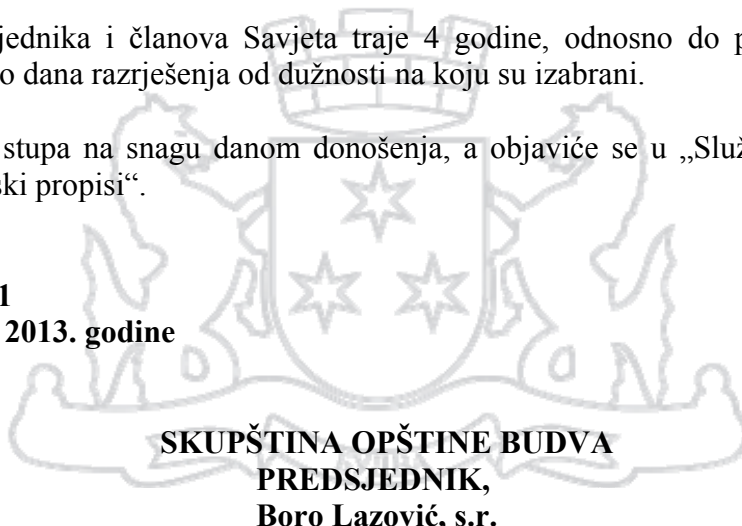 jednika i članova Savjeta traje 4 godine, odnosno do p
o dana razrješenja od dužnosti na koju su izabrani.
stupa na snagu danom donošenja, a objaviće se u „Služ
ski propisi“.
1
2013. godine
SKUPŠTINA OPŠTINE BUDVA
PREDSJEDNIK,
Boro Lazović, s.r.